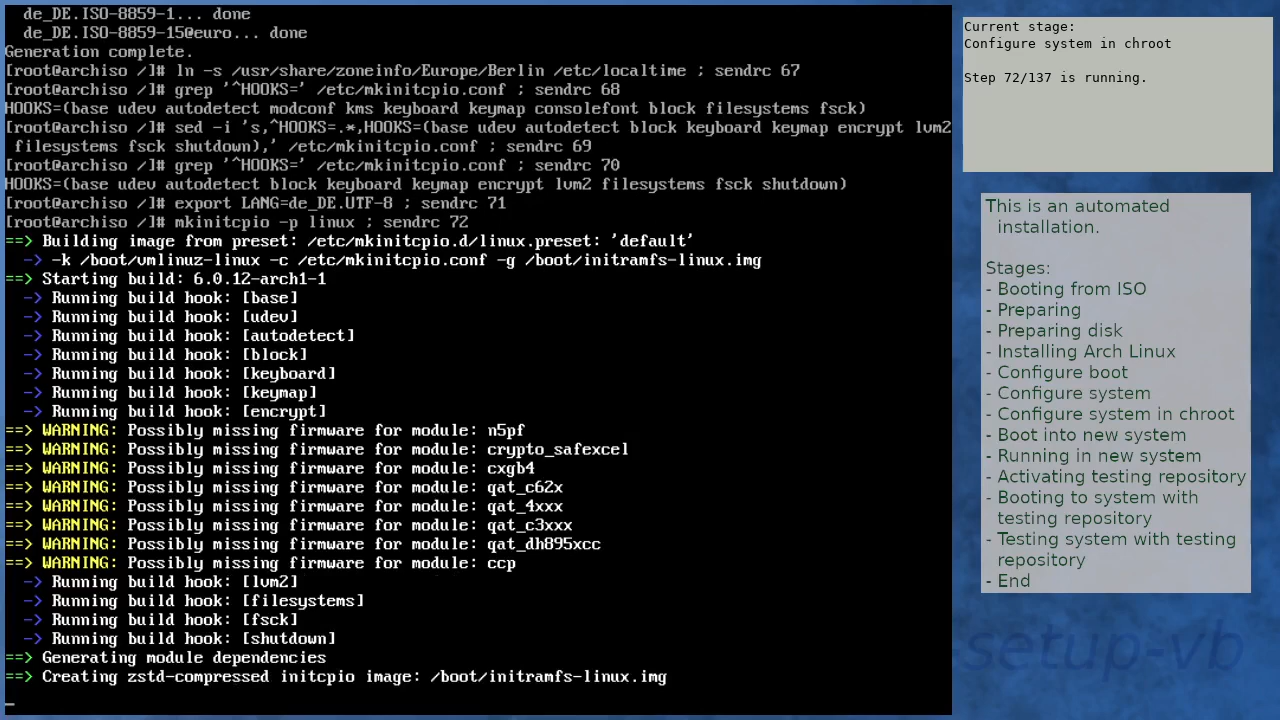 de_DE.ISO-8859-1... done
de_DE.ISO-8859-15@euro... done
Generation complete.
[root@archiso /]# ln -s /usr/share/zoneinfo/Europe/Berlin /etc/localtime ; sendrc 67
[root@archiso /]# grep '^HOOKS=' /etc/mkinitcpio.conf ; sendrc 68
HOOKS=(base udev autodetect modconf kms keyboard keymap consolefont block filesystems fsck)
[root@archiso /]# sed -i 's,^HOOKS=.*,HOOKS=(base udev autodetect block keyboard keymap encrypt lvm2
 filesystems fsck shutdown),' /etc/mkinitcpio.conf ; sendrc 69
[root@archiso /]# grep '^HOOKS=' /etc/mkinitcpio.conf ; sendrc 70
HOOKS=(base udev autodetect block keyboard keymap encrypt lvm2 filesystems fsck shutdown)
[root@archiso /]# export LANG=de_DE.UTF-8 ; sendrc 71
[root@archiso /]# mkinitcpio -p linux ; sendrc 72
==> Building image from preset: /etc/mkinitcpio.d/linux.preset: 'default'
-> -k /boot/vmlinuz-linux -c /etc/mkinitcpio.conf -g /boot/initramfs-linux.img
==> Starting build: 6.0.12-arch1-1
-> Running build hook: [base]
-> Running build hook: [udev]
-> Running build hook: [autodetect]
-> Running build hook: [block]
-> Running build hook: [keyboard]
-> Running build hook: [keymap]
-> Running build hook: [encrypt]
==> WARNING: Possibly missing firmware for module: n5pf
==> WARNING: Possibly missing firmware for module: crypto_safexcel
==> WARNING: Possibly missing firmware for module: cxgb4
==> WARNING: Possibly missing firmware for module: qat_c62x
==> WARNING: Possibly missing firmware for module: qat_4xxx
==> WARNING: Possibly missing firmware for module: qat_c3xxx
==> WARNING: Possibly missing firmware for module: qat_dh895xcc
==> WARNING: Possibly missing firmware for module: ccp
-> Running build hook: [lvm2]
-> Running build hook: [filesystems]
-> Running build hook: [fsck]
-> Running build hook: [shutdown]
==> Generating module dependencies
==> Creating zstd-compressed initcpio image: /boot/initramfs-linux.img
_
Current stage:
Configure system in chroot
Step 72/137 is running.
This is an automated
installation.
Stages:
- Booting from ISO
- Preparing
- Preparing disk
- Installing Arch Linux
- Configure boot
- Configure system
- Configure system in chroot
- Boot into new system
- Running in new system
- Activating testing repository
- Booting to system with
testing repository
- Testing system with testing
repository
- End
setup-vb